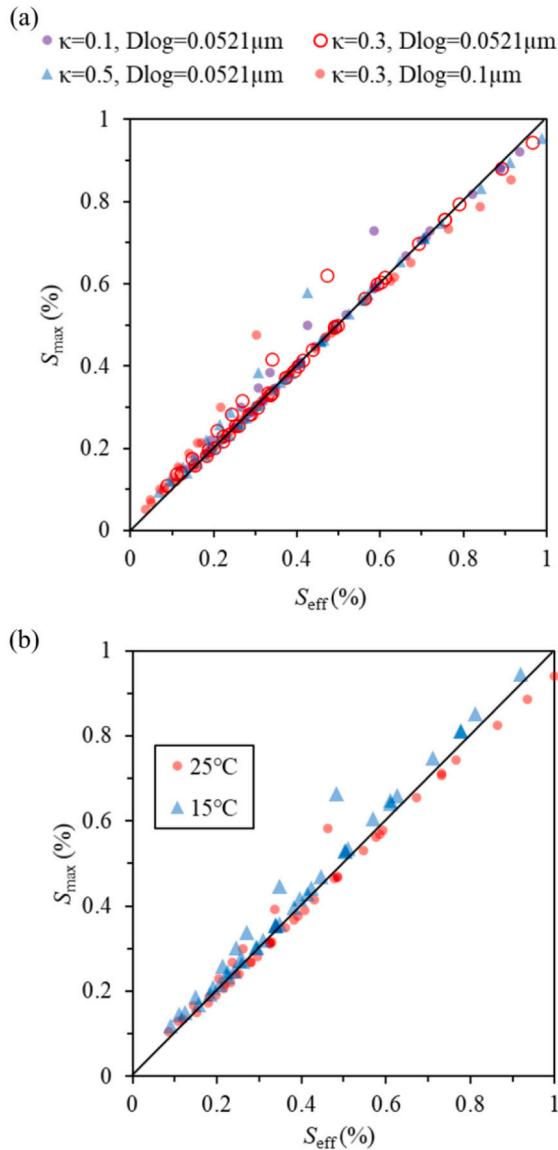 (a)
κ=0.1, Dlog=0.0521μm κ=0.3, Dlog=0.0521μm
κ=0.5, Dlog=0.0521μm κ=0.3, Dlog=0.1μm
1
0.8
0.6
0.4
0.2
0
Smax (%)
0 0.2 0.4 0.6 0.8 1
Seff (%)
(b)
1
0.8
0.6
0.4
0.2
0
Smax (%)
25°C
15°C
0 0.2 0.4 0.6 0.8 1
Seff (%)